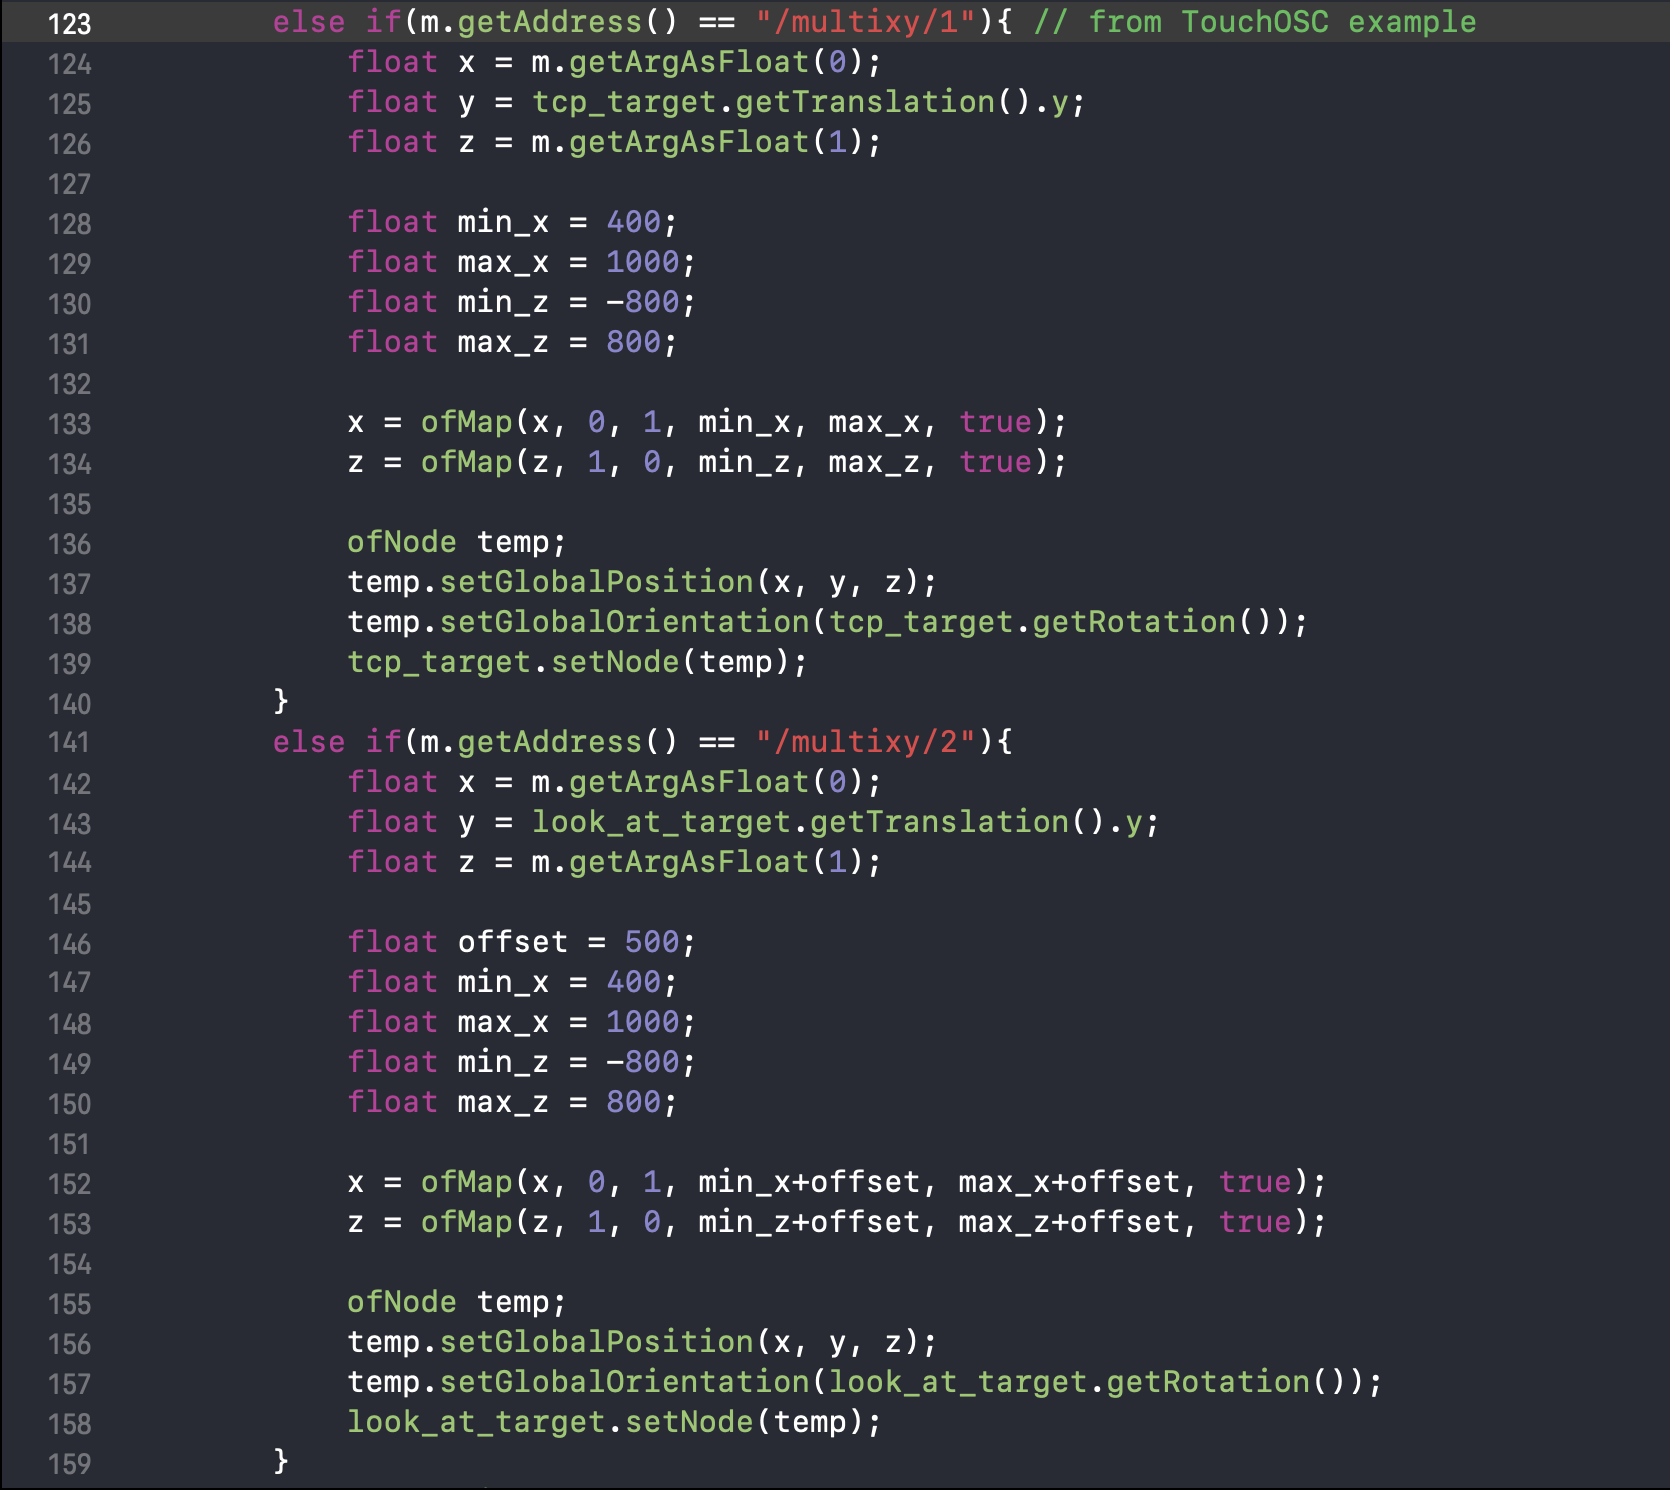 123 else if(m.getAddress() == "/multixy/1"){ // from TouchOSC example
124 float x = m.getArgAsFloat(0);
125 float y = tcp_target.getTranslation().y;
126 float z = m.getArgAsFloat(1);
127
128 float min_x = 400;
129 float max_x = 1000;
130 float min_z = -800;
131 float max_z = 800;
132
133 x = ofMap(x, 0, 1, min_x, max_x, true);
134 z = ofMap(z, 1, 0, min_z, max_z, true);
135
136 ofNode temp;
137 temp.setGlobalPosition(x, y, z);
138 temp.setGlobalOrientation(tcp_target.getRotation());
139 tcp_target.setNode(temp);
140 }
141 else if(m.getAddress() == "/multixy/2"){
142 float x = m.getArgAsFloat(0);
143 float y = look_at_target.getTranslation().y;
144 float z = m.getArgAsFloat(1);
145
146 float offset = 500;
147 float min_x = 400;
148 float max_x = 1000;
149 float min_z = -800;
150 float max_z = 800;
151
152 x = ofMap(x, 0, 1, min_x+offset, max_x+offset, true);
153 z = ofMap(z, 1, 0, min_z+offset, max_z+offset, true);
154
155 ofNode temp;
156 temp.setGlobalPosition(x, y, z);
157 temp.setGlobalOrientation(look_at_target.getRotation());
158 look_at_target.setNode(temp);
159 }